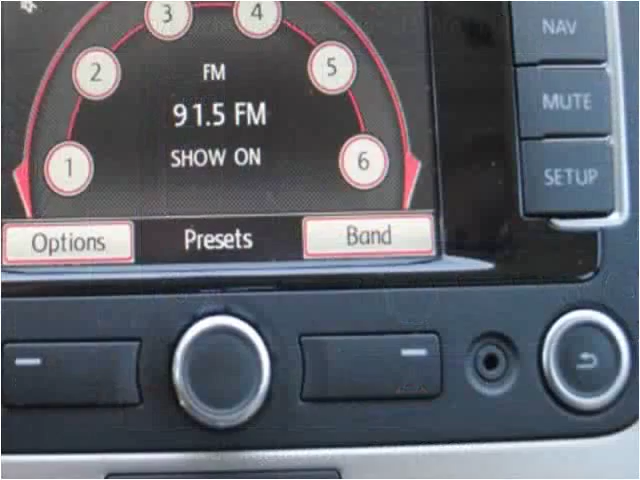 3 4
NAV
2 FM 5
91.5 FM
MUTE
1 SHOW ON 6
SETUP
Options Presets Band